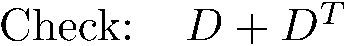 Check: $D + D^T$